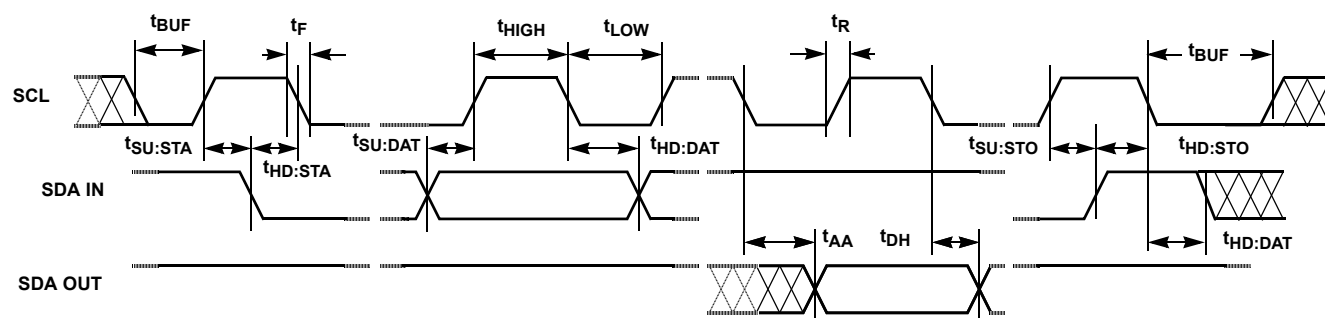 tBUF tF tHIGH tLOW tR tBUF
SCL
tSU:STA tHD:STA tSU:DAT tHD:DAT tSU:STO tHD:STO
SDA IN
tAA tDH tHD:DAT
SDA OUT